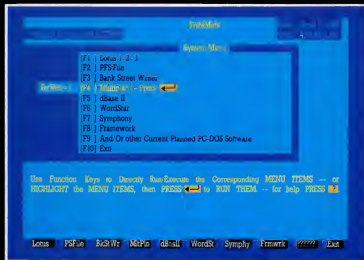 System Menu
[F1 ] Lotus 1 2 3
[F2 ] PFS:File
[F3 ] Bank Street Writer
[F4 ]
[F5 ] dBase II
[F6 ] WordStar
[F7 ] Symphony
[F8 ] Framework
[F9 ] And/Or other Current Planned PC-DOS Software
[F10] Exit
Use Function Keys to Directly Run/Execute the Corresponding MENU ITEMS -- or
HIGHLIGHT the MENU ITEMS, then PRESS to RUN THEM. -- for help PRESS
Lotus PSFile BkStWr MltPln dBasII WordSt Symphy Frmwrk ?????? Exit